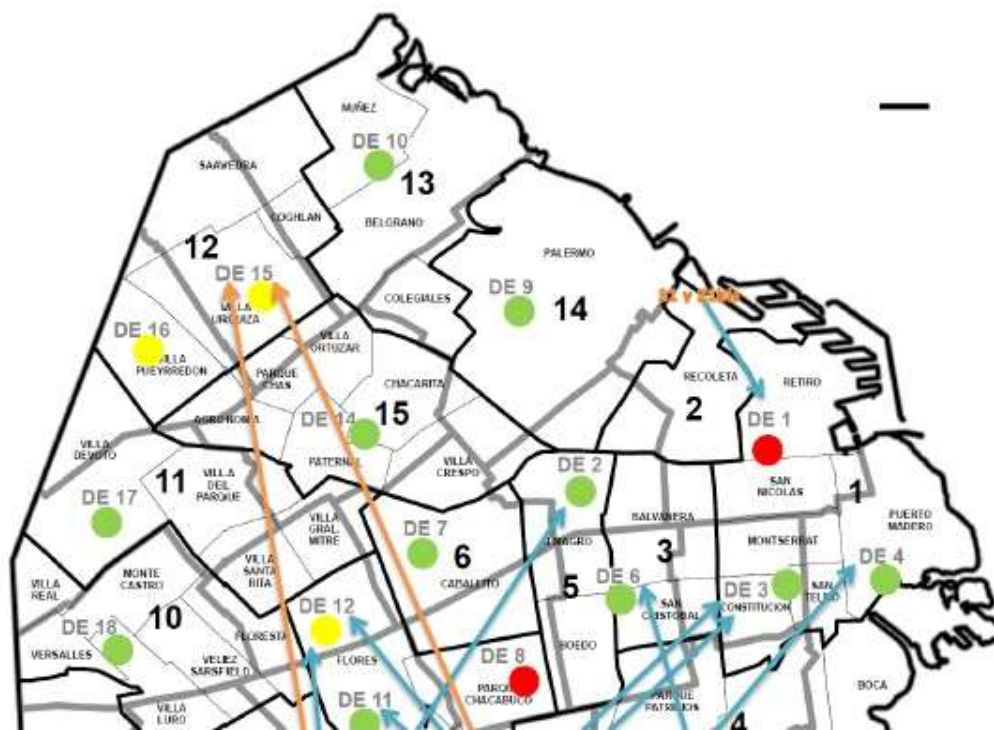 NUÑEZ
DE 10
13
SAAVEDRA
COGHLAN
BELGRANO
12
PALERMO
DE 15
VILLA
URQUIZA
COLEGIALES
DE 9
14
DE 16
VILLA
PUEYRREDON
VILLA
ORTUZAR
PARQUE
CHAS
RECOLETA
RETIRO
CHACARITA
2
AGRONOMIA
DE 14
15
DE 1
VILLA
DEVOTO
PATERNAL
VILLA
CRESPO
DE 2
11
VILLA
DEL
PARQUE
SAN
NICOLAS
1
DE 17
VILLA
GRAL.
MITRE
BALVANERA
PUERTO
MADERO
DE 7
6
ALMAGRO
3
MONTSERRAT
VILLA
REAL
MONTE
CASTRO
VILLA
SANTA
RITA
CABALLITO
5
DE 6
DE 3
CONSTITUCION
SAN
TELMO
DE 4
DE 12
10
SAN
CRISTOBAL
DE 18
FLORESTA
VERSALLES
VELEZ
SARSFIELD
FLORES
DE 8
BOEDO
PARQUE
CHACABUCO
BOCA
VILLA
LURO
DE 11
PARQUE
PATRICIOS
4